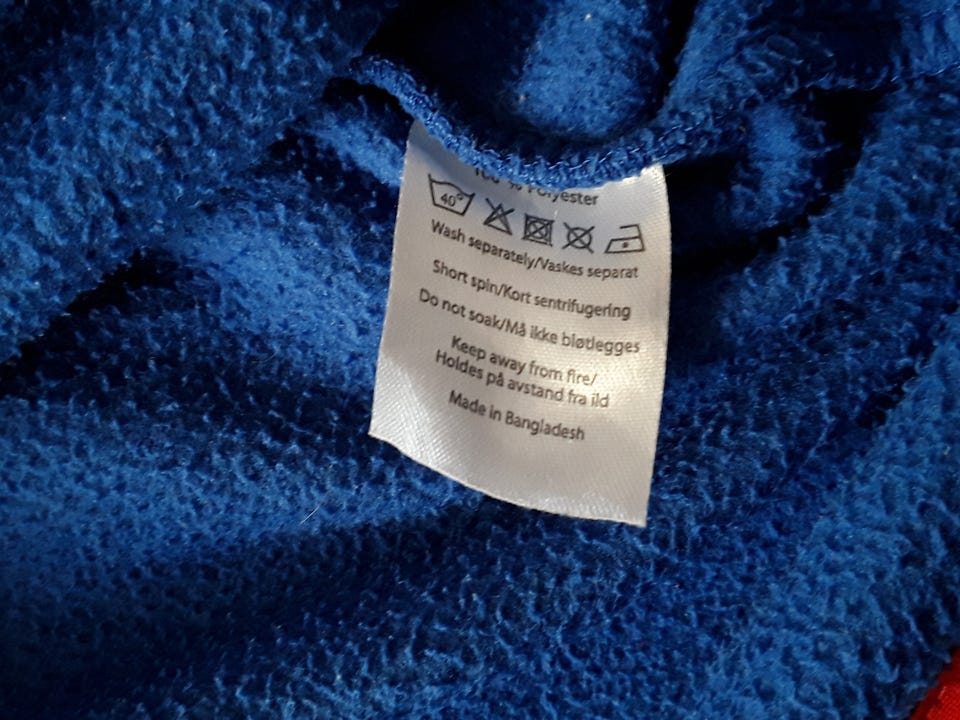 100 % Polyester
40°
Wash separately/Vaskes separat
Short spin/Kort sentrifugering
Do not soak/Må ikke bløtlegges
Keep away from fire/
Holdes på avstand fra ild
Made in Bangladesh